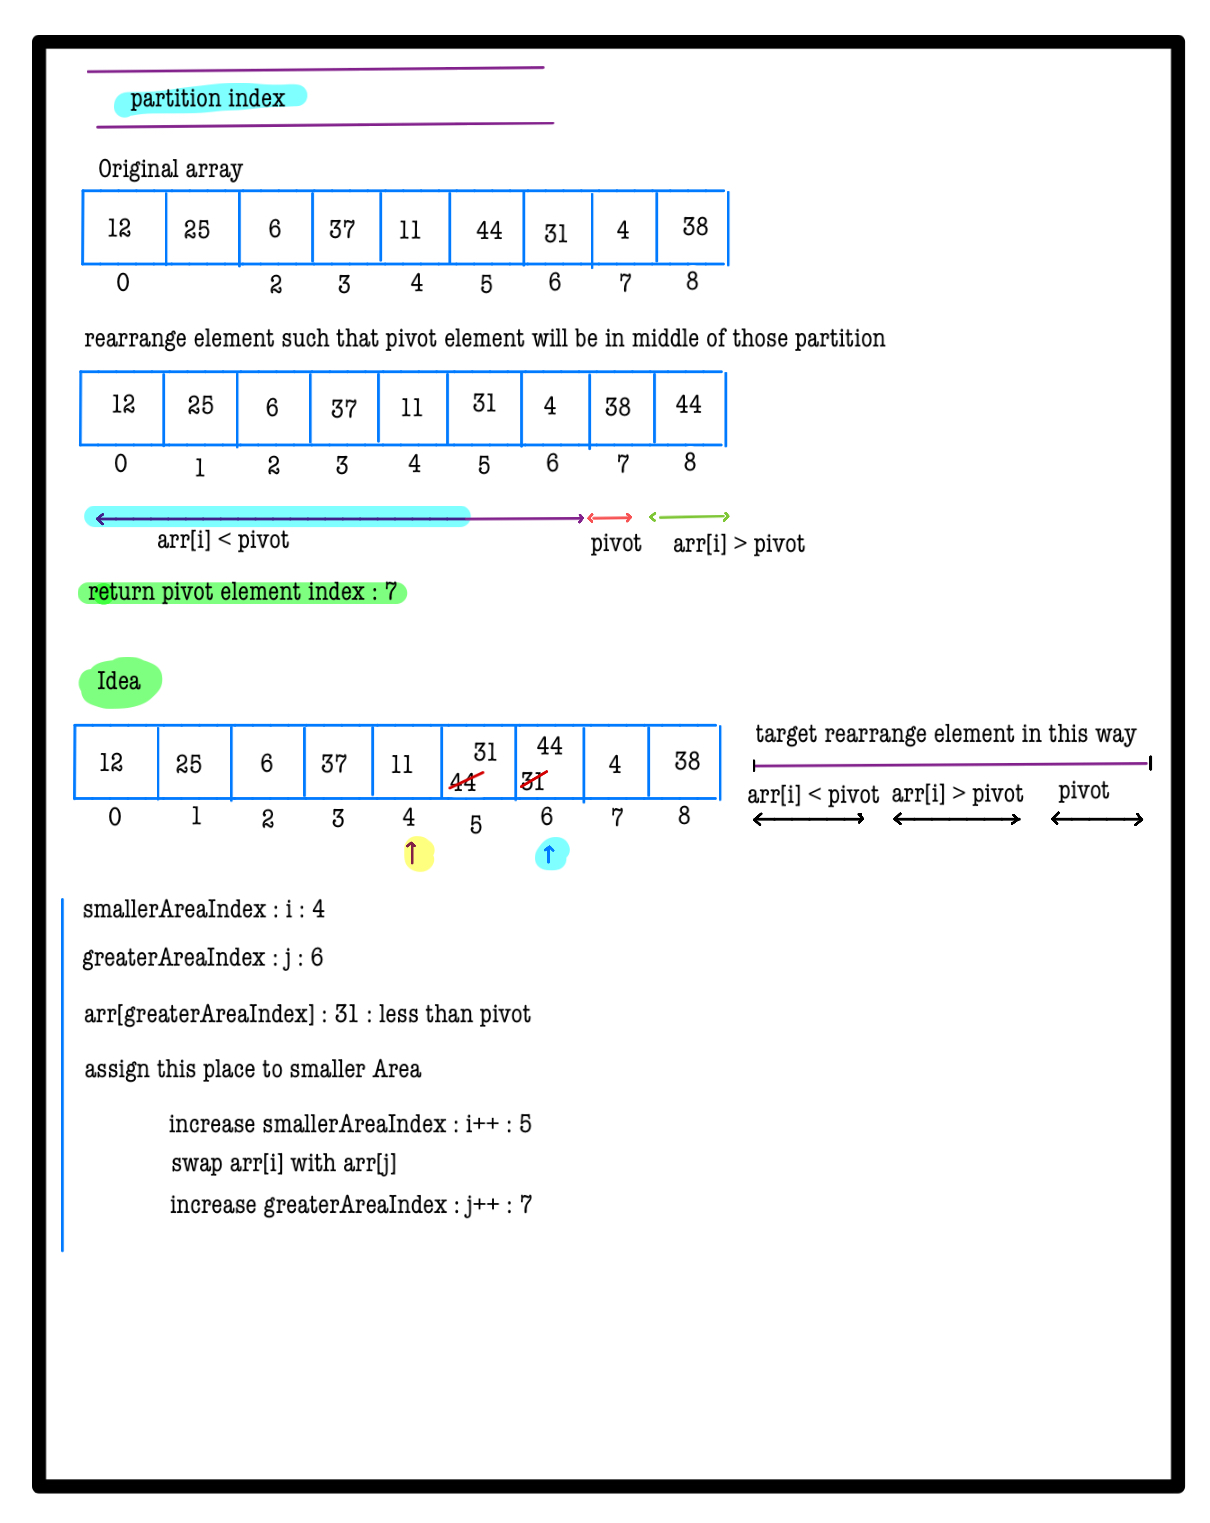 partition index
Original array
12 25 6 37 11 44 31 4 38
0 2 3 4 5 6 7 8
rearrange element such that pivot element will be in middle of those partition
12 25 6 37 11 31 4 38 44
0 1 2 3 4 5 6 7 8
arr[i] < pivot pivot arr[i] > pivot
return pivot element index : 7
Idea
target rearrange element in this way
arr[i] < pivot arr[i] > pivot pivot
12 25 6 37 11 31 44 4 38
44 31
0 1 2 3 4 5 6 7 8
smallerAreaIndex : i : 4
greaterAreaIndex : j : 6
arr[greaterAreaIndex] : 31 : less than pivot
assign this place to smaller Area
increase smallerAreaIndex : i++ : 5
swap arr[i] with arr[j]
increase greaterAreaIndex : j++ : 7